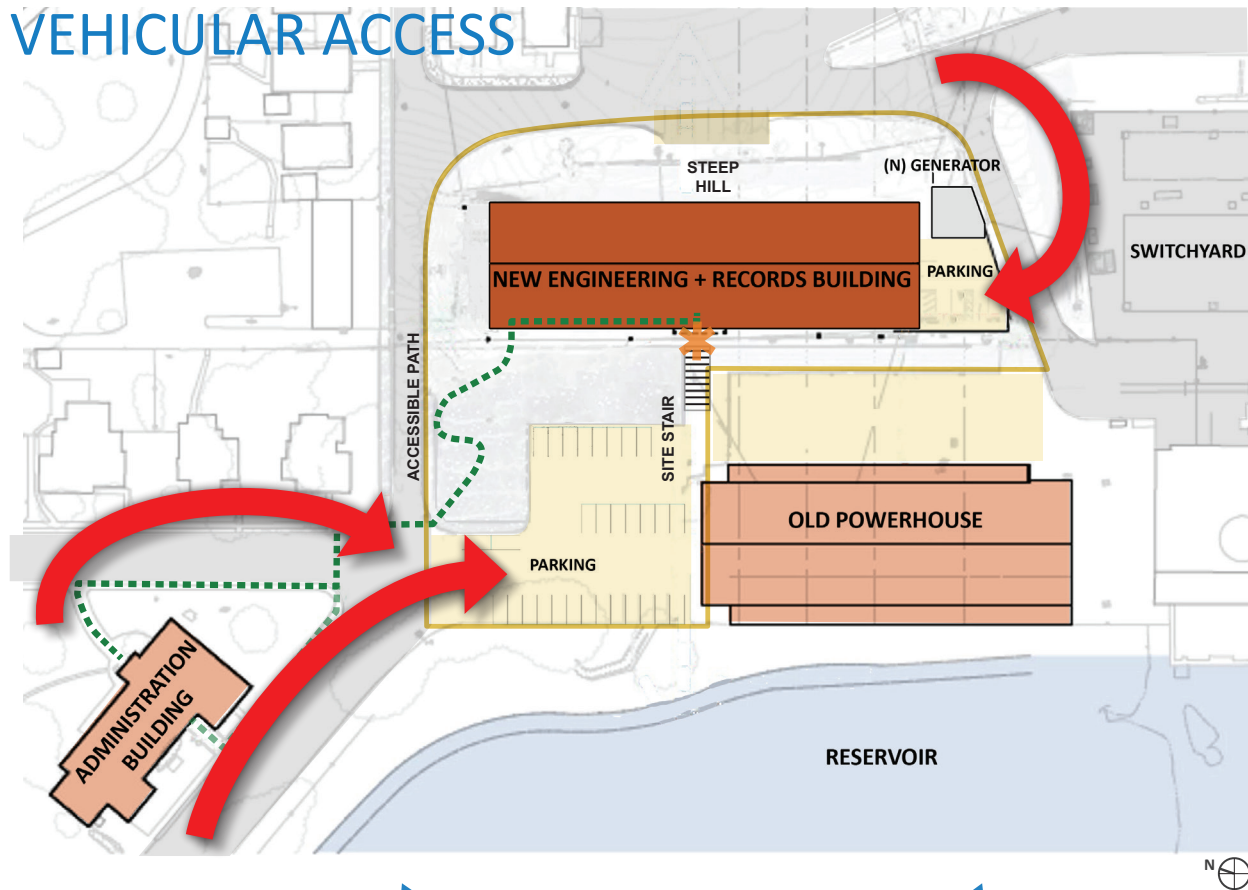 VEHICULAR ACCESS
STEEP
HILL
(N) GENERATOR
SWITCHYARD
NEW ENGINEERING + RECORDS BUILDING
PARKING
ACCESSIBLE PATH
SITE STAIR
OLD POWERHOUSE
PARKING
ADMINISTRATION
BUILDING
RESERVOIR
N